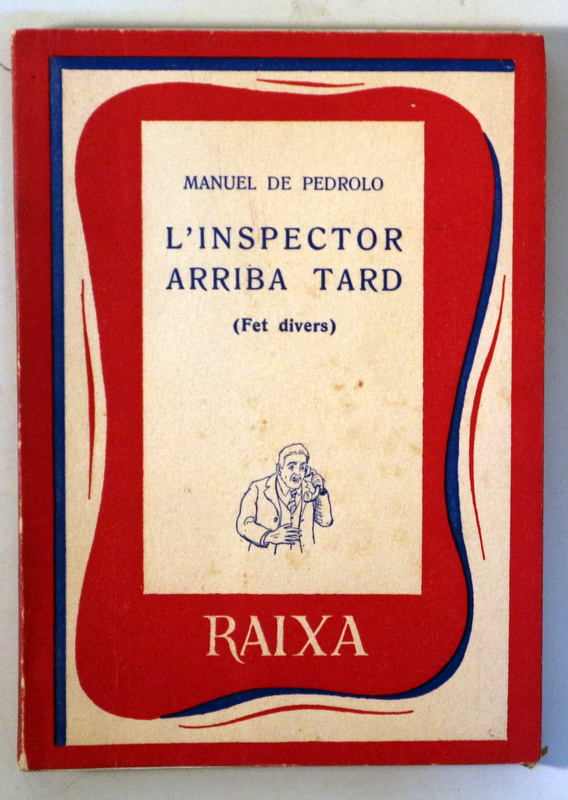 MANUEL DE PEDROLO
L'INSPECTOR
ARRIBA TARD
(Fet divers)
RAIXA